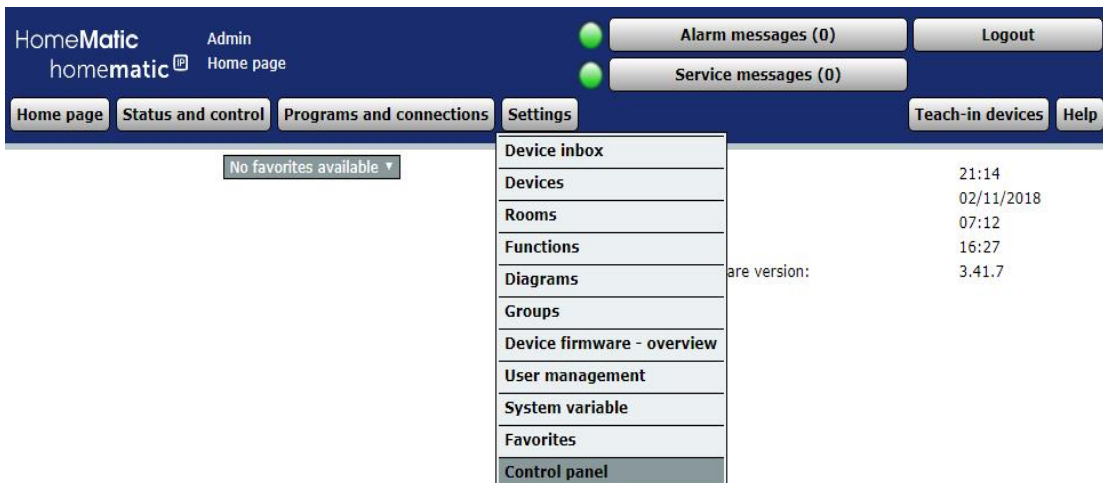 HomeMatic
homematic IP
Admin
Home page
Alarm messages (0)
Logout
Service messages (0)
Home page
Status and control
Programs and connections
Settings
Teach-in devices
Help
No favorites available
Device inbox
Devices
Rooms
Functions
Diagrams
Groups
Device firmware - overview
User management
System variable
Favorites
Control panel
21:14
02/11/2018
07:12
16:27
are version:
3.41.7